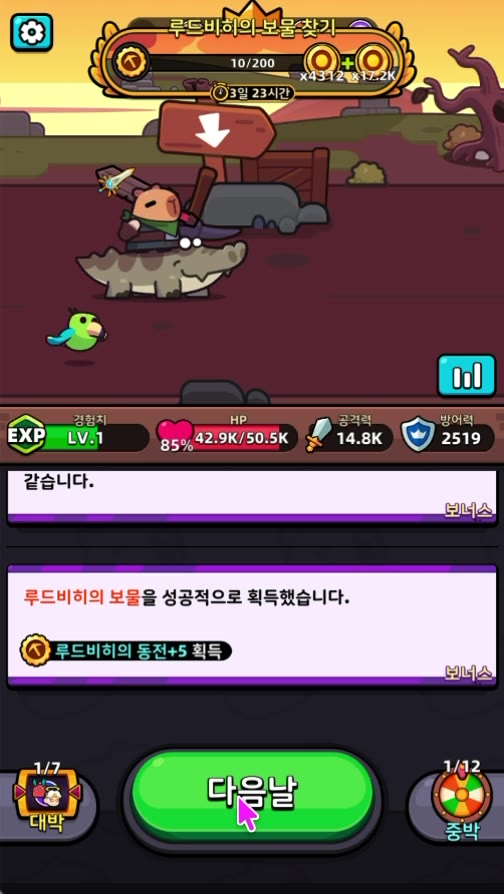 루드비히의 보물 찾기
10/200
x4312 x17.2K
3일 23시간
경험치
EXP LV.1
85%
HP
42.9K/50.5K
공격력
14.8K
방어력
2519
같습니다.
보너스
루드비히의 보물을 성공적으로 획득했습니다.
루드비히의 동전+5 획득
보너스
1/7
대박
다음날
1/12
중박